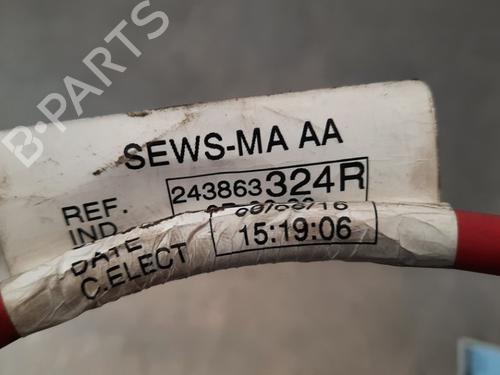 B-PARTS
SEWS-MA AA
REF. 243863324R
IND.
DATE
C.ELECT 15:19:06